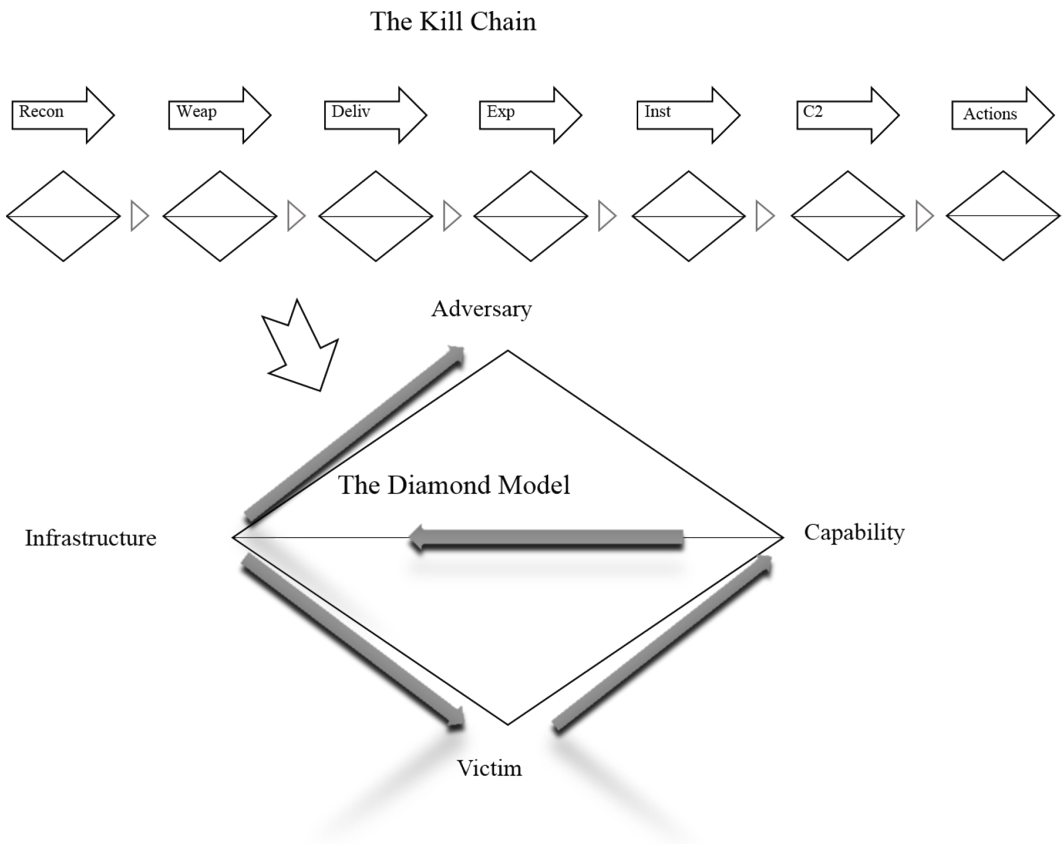 The Kill Chain
Recon
Weap
Deliv
Exp
Inst
C2
Actions
Adversary
The Diamond Model
Infrastructure
Capability
Victim